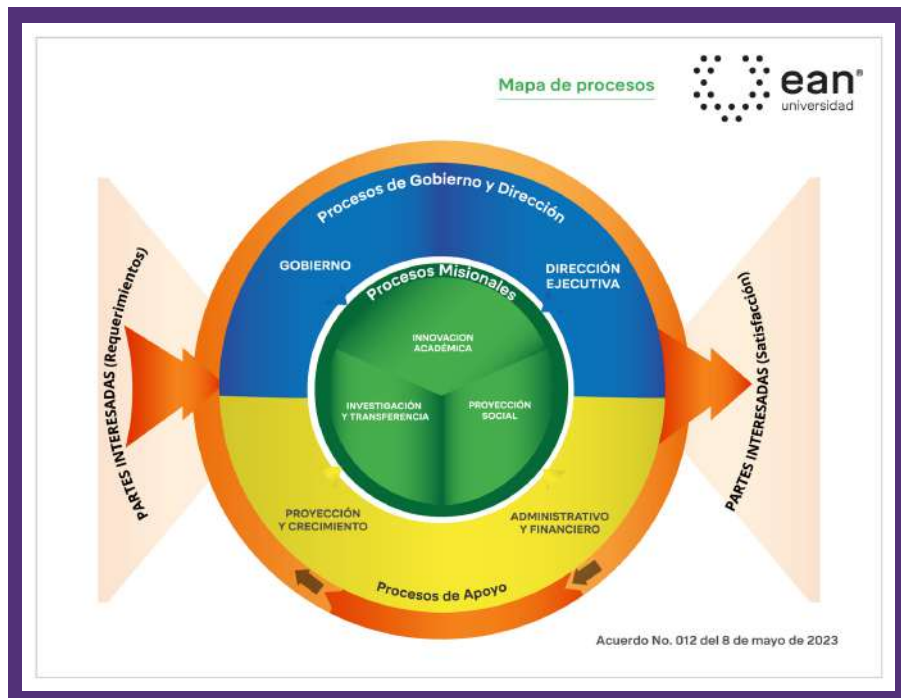 Mapa de procesos
ean®
universidad
Procesos de Gobierno y Dirección
GOBIERNO
DIRECCIÓN
EJECUTIVA
Procesos Misionales
INNOVACION
ACADÉMICA
INVESTIGACIÓN
Y TRANSFERENCIA
PROYECCIÓN
SOCIAL
PARTES INTERESADAS (Requerimientos)
PARTES INTERESADAS (Satisfacción)
PROYECCIÓN
Y CRECIMIENTO
ADMINISTRATIVO
Y FINANCIERO
Procesos de Apoyo
Acuerdo No. 012 del 8 de mayo de 2023